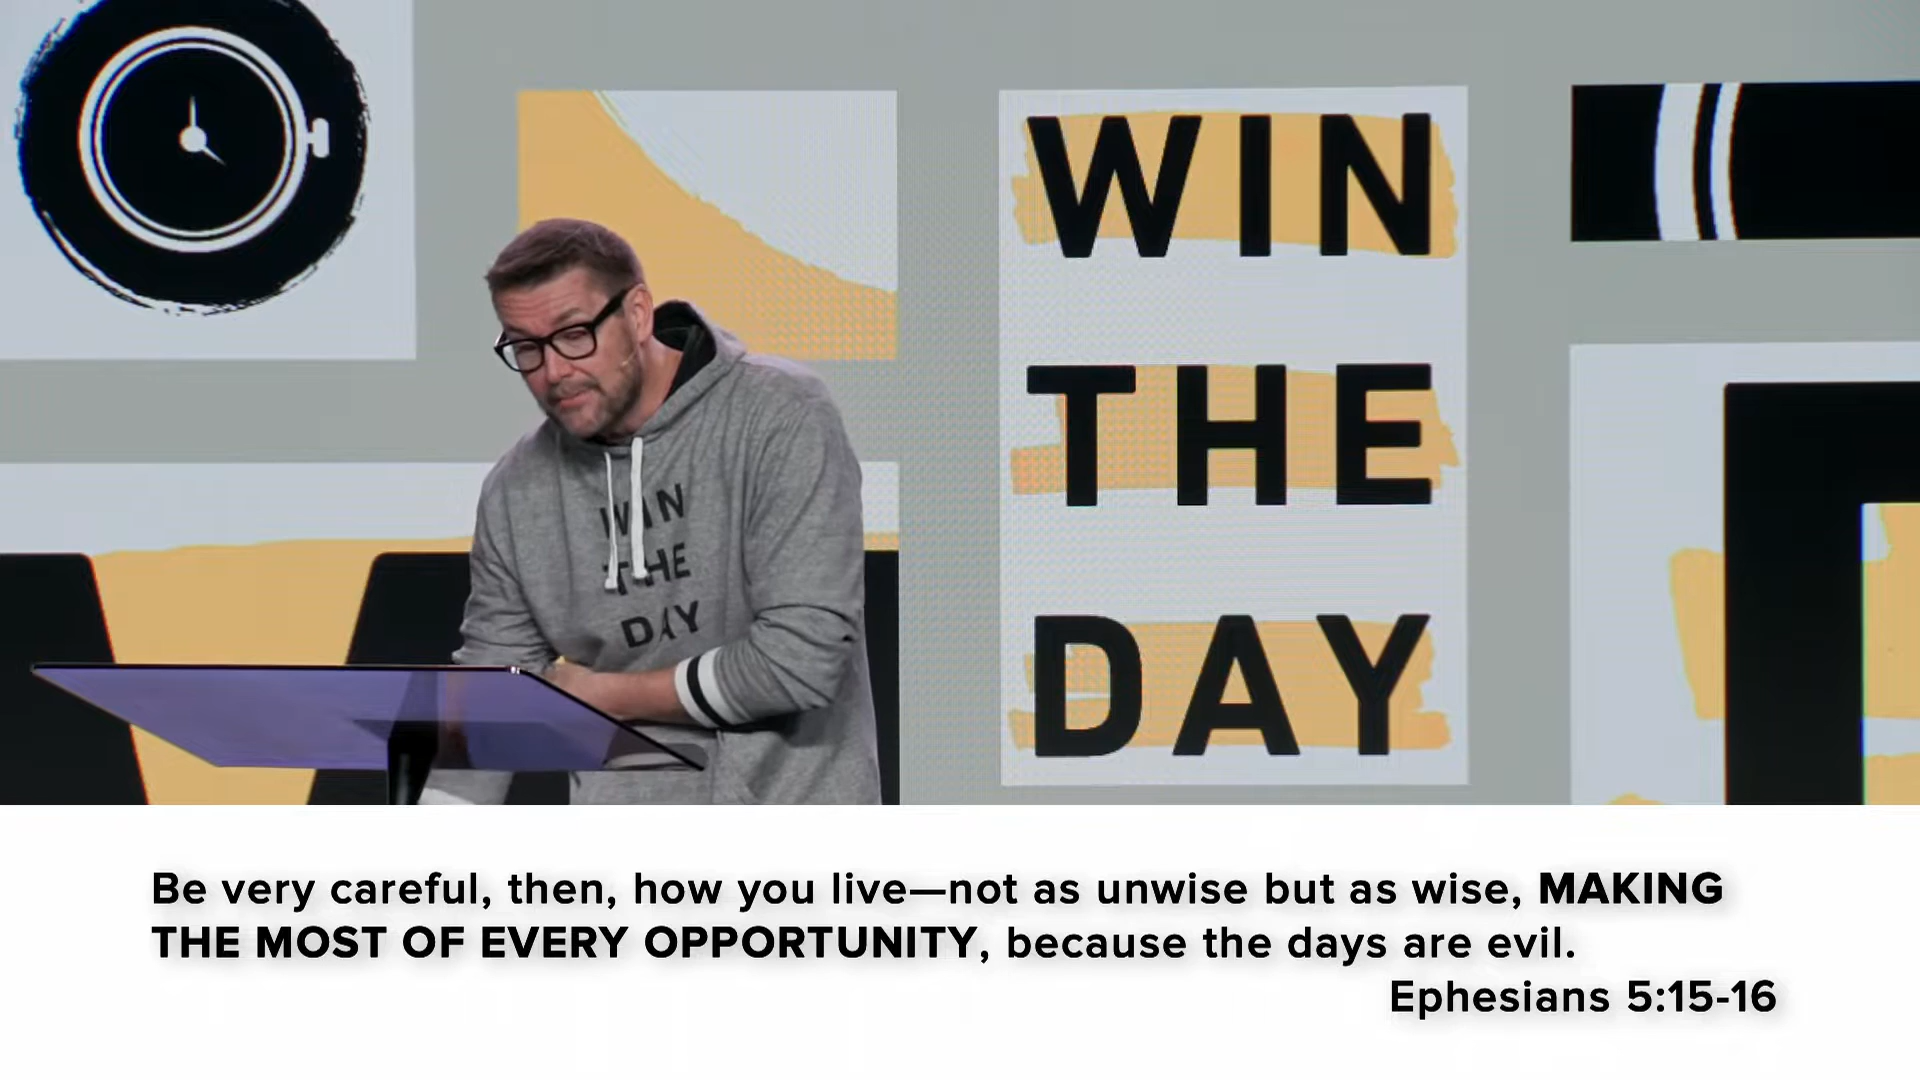 WIN
THE
DAY
WIN
THE
DAY
Be very careful, then, how you live—not as unwise but as wise, MAKING
THE MOST OF EVERY OPPORTUNITY, because the days are evil.
Ephesians 5:15-16